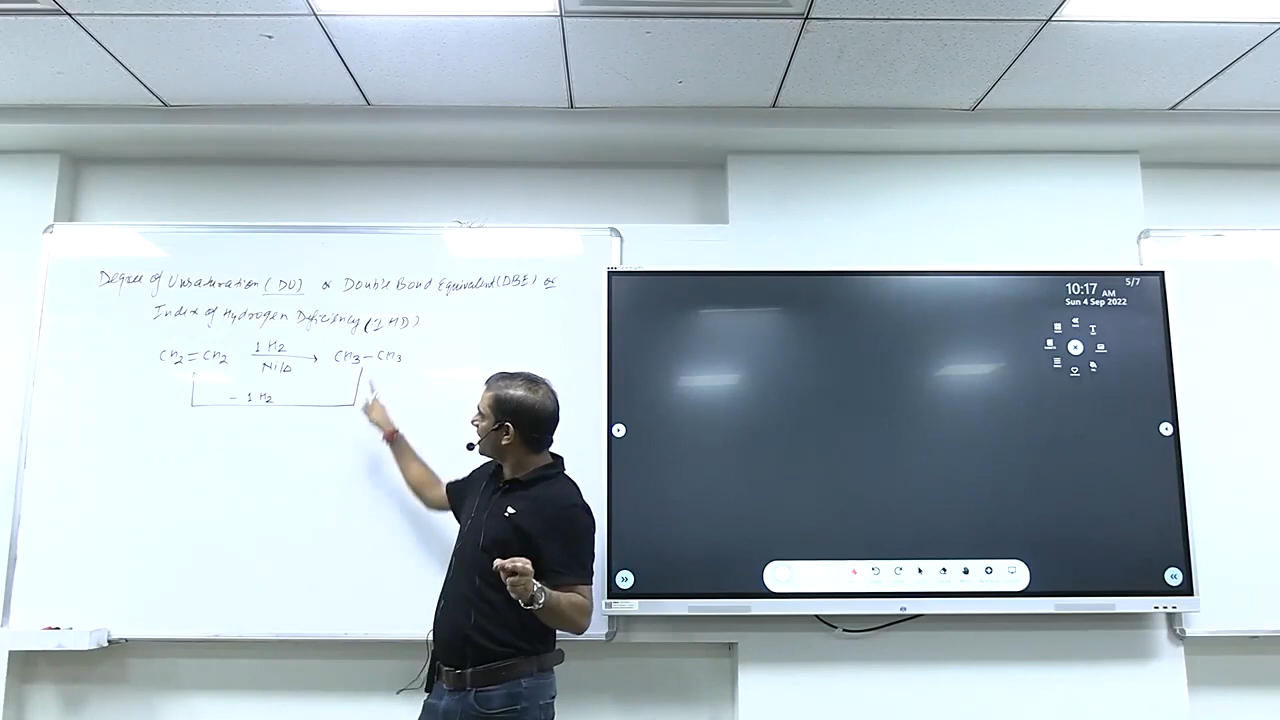 Degree of Unsaturation (DU) or Double Bond Equivalent (DBE) or
Index of Hydrogen Deficiency (IHD)
CH2=CH2 1 H2 Ni/Δ → CH3-CH3
- 1 H2
5/7
10:17 AM
Sun 4 Sep 2022